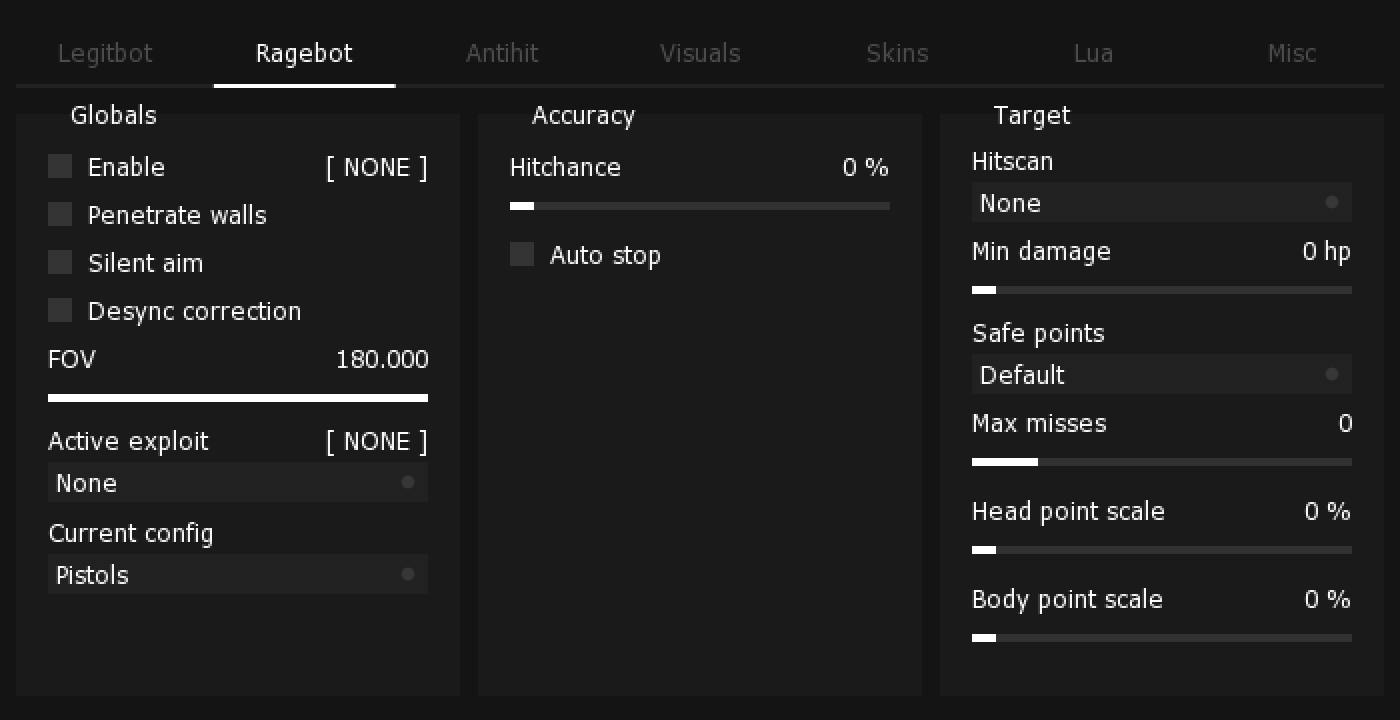 Legitbot Ragebot Antihit Visuals Skins Lua Misc
Globals
Enable [ NONE ]
Penetrate walls
Silent aim
Desync correction
FOV 180.000
Active exploit [ NONE ]
None
Current config
Pistols
Accuracy
Hitchance 0 %
Auto stop
Target
Hitscan
None
Min damage 0 hp
Safe points
Default
Max misses 0
Head point scale 0 %
Body point scale 0 %